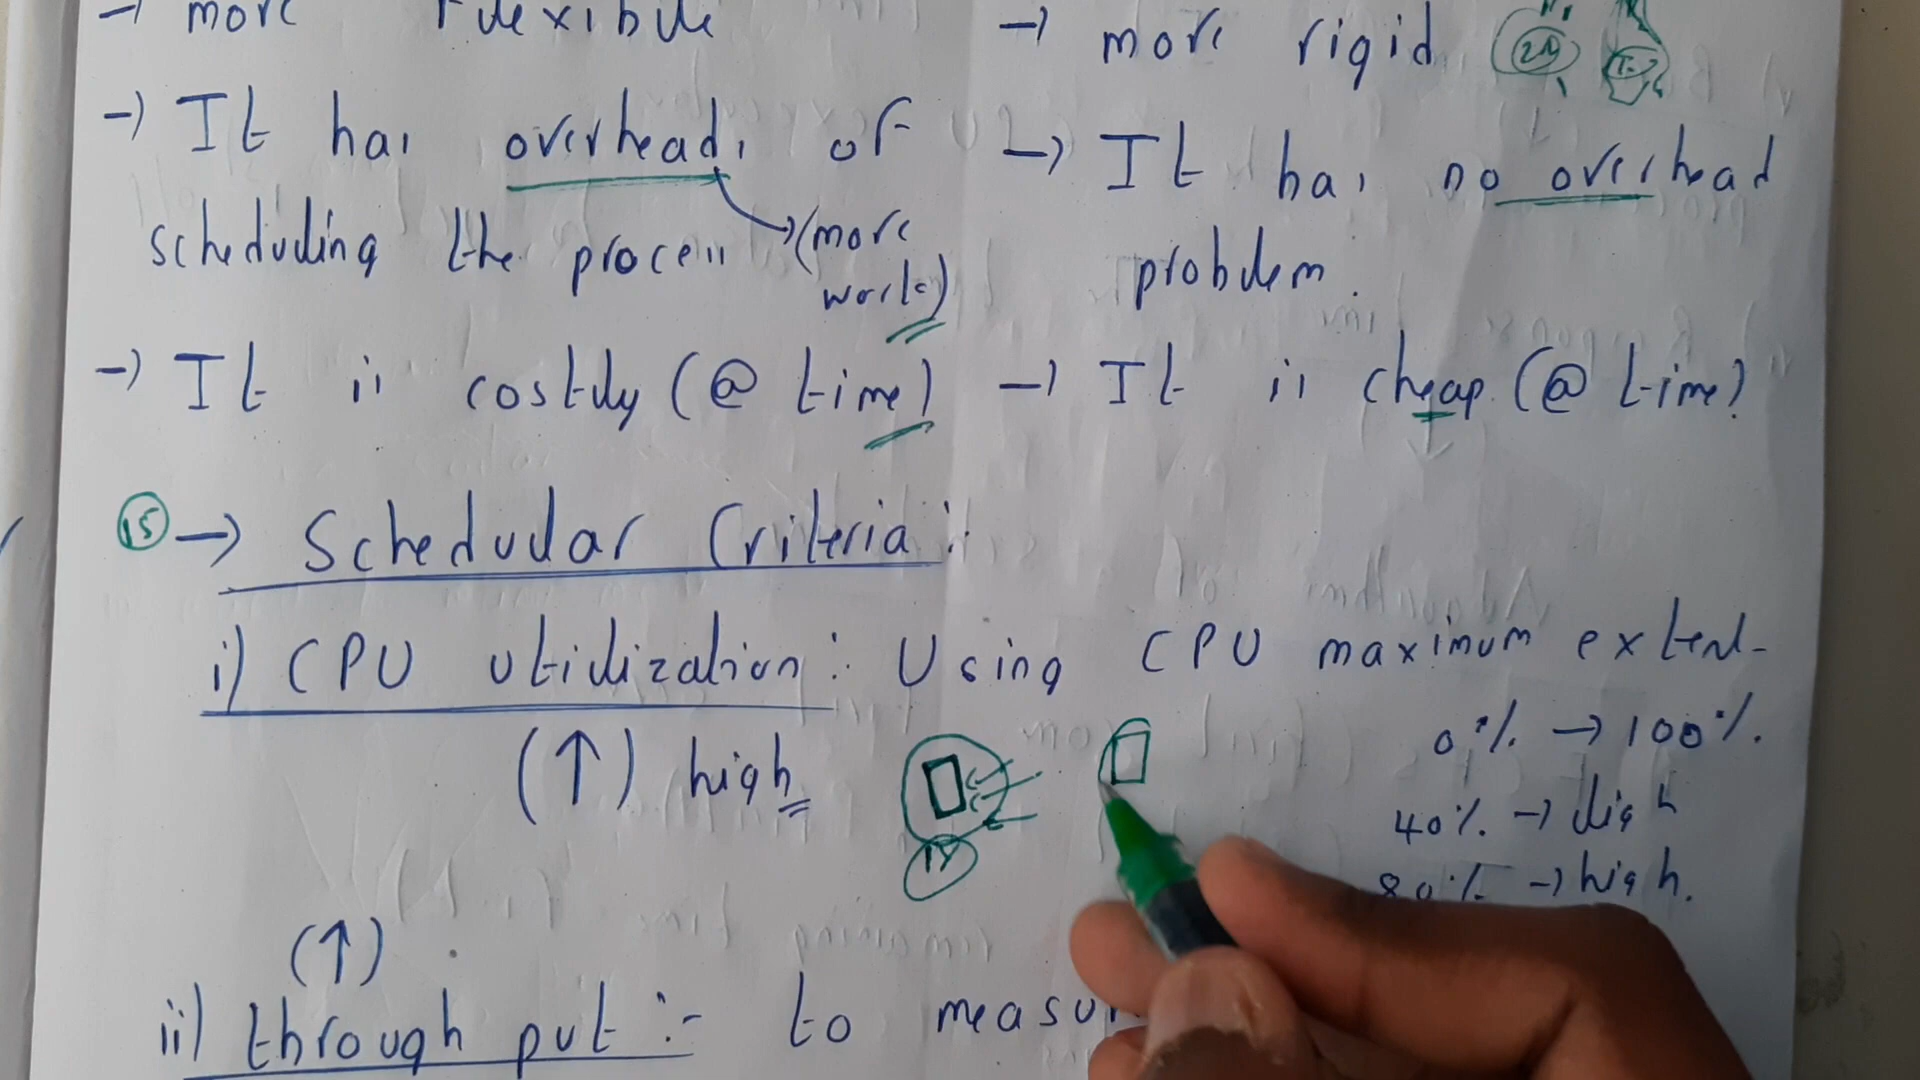 → more flexible
→ It has overheads of
scheduling the process → (more
work)
→ It is costly (@ time)
→ more rigid
→ It has no overhead
problem.
→ It is cheap (@ time)
15 → Schedular Criteria :-
i) CPU utilization : Using CPU maximum extent
(↑) high
0% → 100%.
40% → ligh
80% → high.
(↑)
ii) through put :- to measur